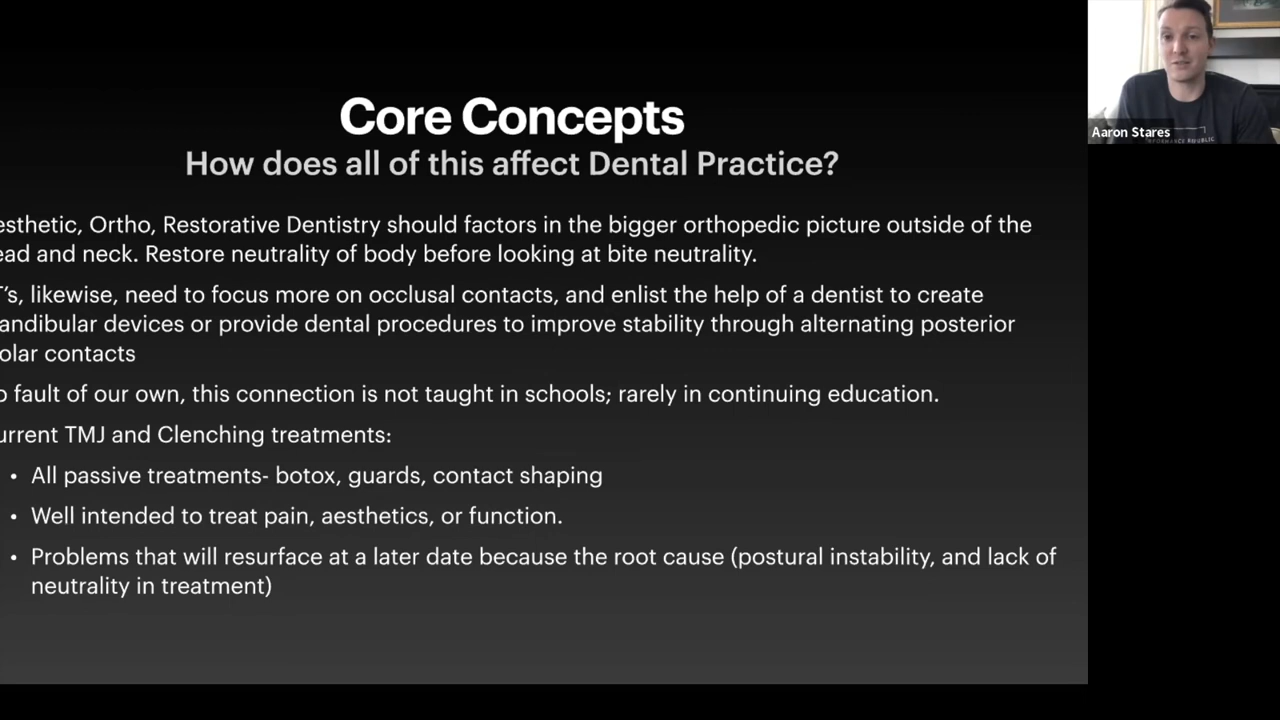 Core Concepts
How does all of this affect Dental Practice?
esthetic, Ortho, Restorative Dentistry should factors in the bigger orthopedic picture outside of the
ead and neck. Restore neutrality of body before looking at bite neutrality.
T's, likewise, need to focus more on occlusal contacts, and enlist the help of a dentist to create
andibular devices or provide dental procedures to improve stability through alternating posterior
olar contacts
o fault of our own, this connection is not taught in schools; rarely in continuing education.
urrent TMJ and Clenching treatments:
• All passive treatments- botox, guards, contact shaping
• Well intended to treat pain, aesthetics, or function.
• Problems that will resurface at a later date because the root cause (postural instability, and lack of
neutrality in treatment)
Aaron Stares